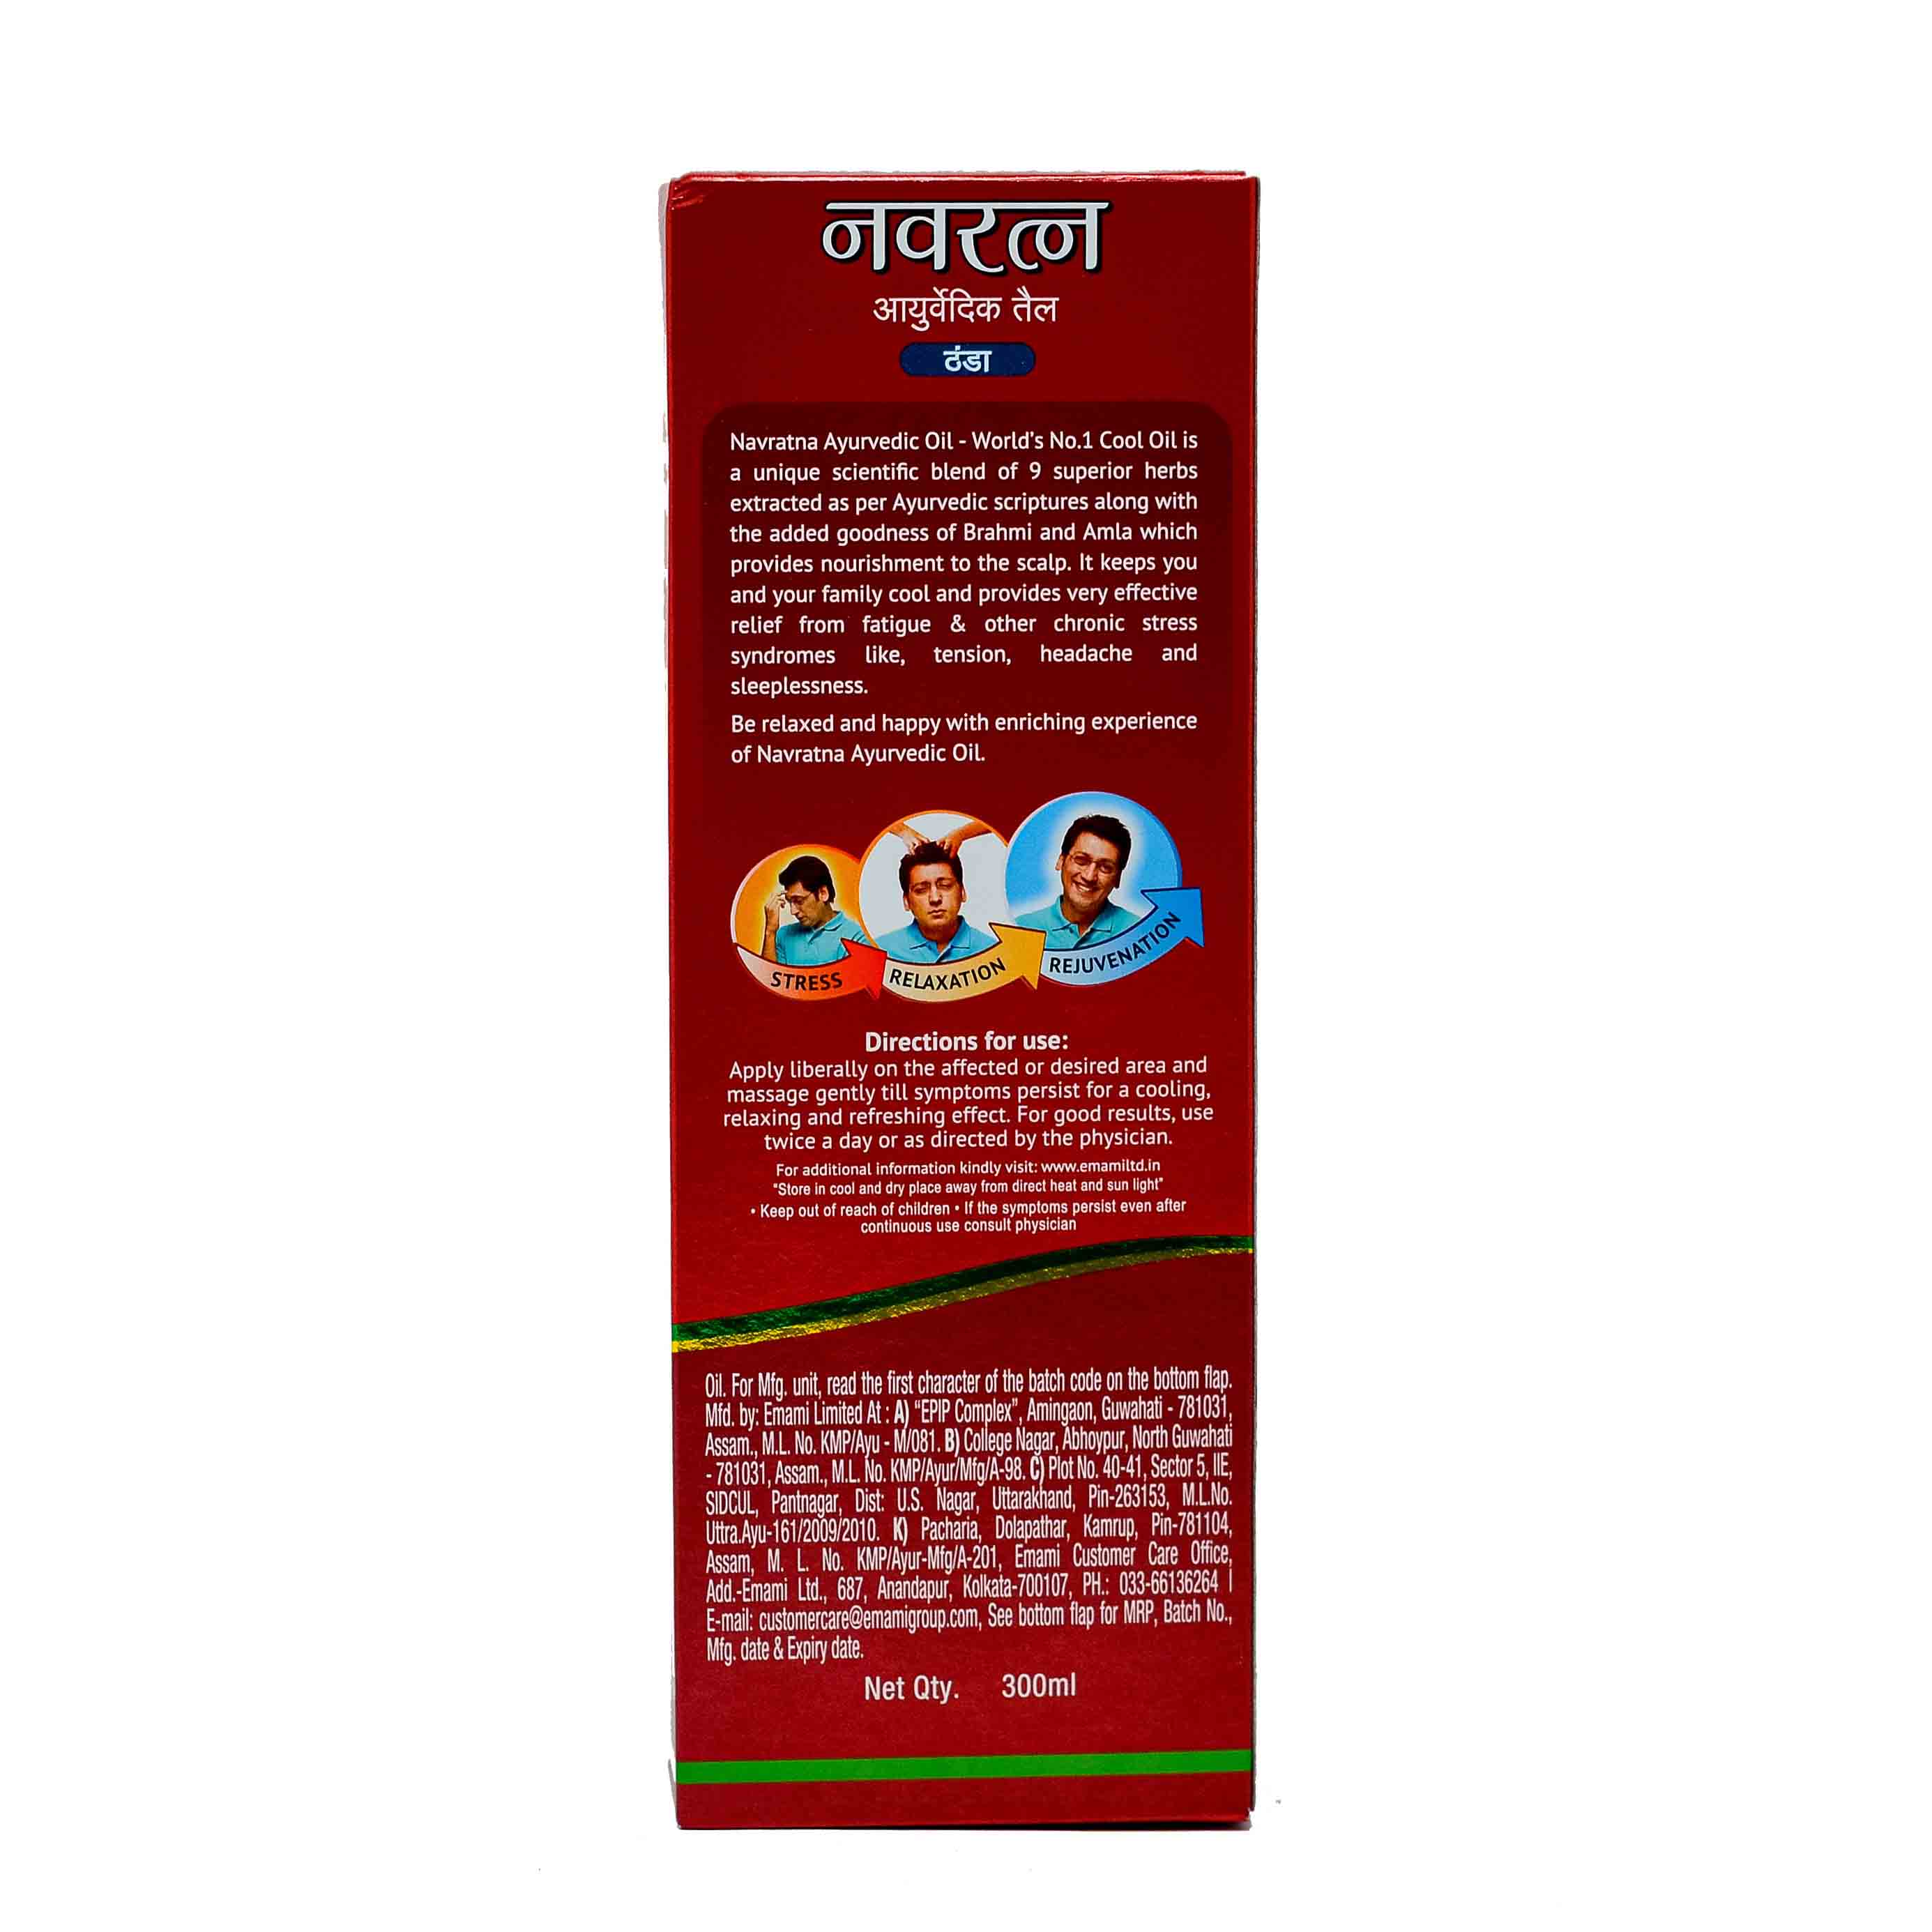 नवरत्न
आयुर्वेदिक तैल
ठंडा
Navratna Ayurvedic Oil - World's No.1 Cool Oil is
a unique scientific blend of 9 superior herbs
extracted as per Ayurvedic scriptures along with
the added goodness of Brahmi and Amla which
provides nourishment to the scalp. It keeps you
and your family cool and provides very effective
relief from fatigue & other chronic stress
syndromes like, tension, headache and
sleeplessness.
Be relaxed and happy with enriching experience
of Navratna Ayurvedic Oil.
STRESS
RELAXATION
REJUVENATION
Directions for use:
Apply liberally on the affected or desired area and
massage gently till symptoms persist for a cooling,
relaxing and refreshing effect. For good results, use
twice a day or as directed by the physician.
For additional information kindly visit: www.emamiltd.in
"Store in cool and dry place away from direct heat and sun light"
• Keep out of reach of children • If the symptoms persist even after
continuous use consult physician
Oil. For Mfg. unit, read the first character of the batch code on the bottom flap.
Mfd. by: Emami Limited At : A) "EPIP Complex", Amingaon, Guwahati - 781031,
Assam., M.L. No. KMP/Ayu - M/081. B) College Nagar, Abhoypur, North Guwahati
- 781031, Assam., M.L. No. KMP/Ayur/Mfg/A-98. C) Plot No. 40-41, Sector 5, IIE,
SIDCUL, Pantnagar, Dist: U.S. Nagar, Uttarakhand, Pin-263153, M.L.No.
Uttra.Ayu-161/2009/2010. K) Pacharia, Dolapathar, Kamrup, Pin-781104,
Assam, M. L. No. KMP/Ayur-Mfg/A-201, Emami Customer Care Office,
Add.-Emami Ltd., 687, Anandapur, Kolkata-700107, PH.: 033-66136264 |
E-mail: customercare@emamigroup.com, See bottom flap for MRP, Batch No.,
Mfg. date & Expiry date.
Net Qty. 300ml